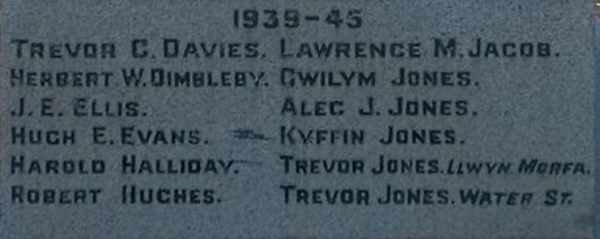 1939-45
TREVOR G. DAVIES. LAWRENCE M. JACOB.
HERBERT W. DIMBLEBY. GWILYM JONES.
J. E. ELLIS. ALEC J. JONES.
HUGH E. EVANS. KYFFIN JONES.
HAROLD HALLIDAY. TREVOR JONES. LLWYN MORFA.
ROBERT HUGHES. TREVOR JONES. WATER ST.